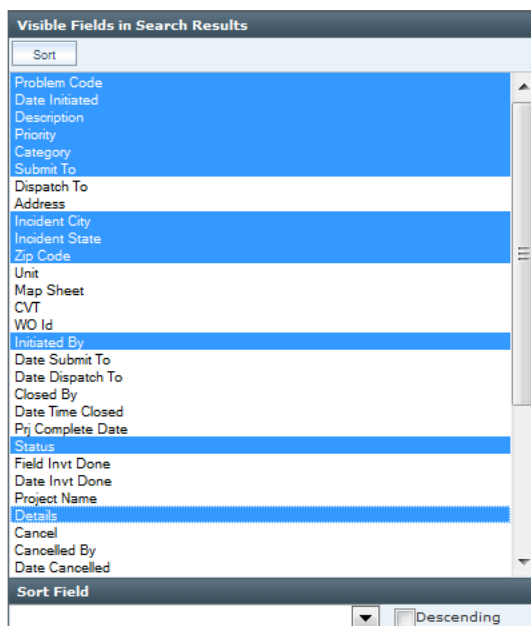 Visible Fields in Search Results
Sort
Problem Code
Date Initiated
Description
Priority
Category
Submit To
Dispatch To
Address
Incident City
Incident State
Zip Code
Unit
Map Sheet
CVT
WO Id
Initiated By
Date Submit To
Date Dispatch To
Closed By
Date Time Closed
Prj Complete Date
Status
Field Invt Done
Date Invt Done
Project Name
Details
Cancel
Cancelled By
Date Cancelled
Sort Field
Descending